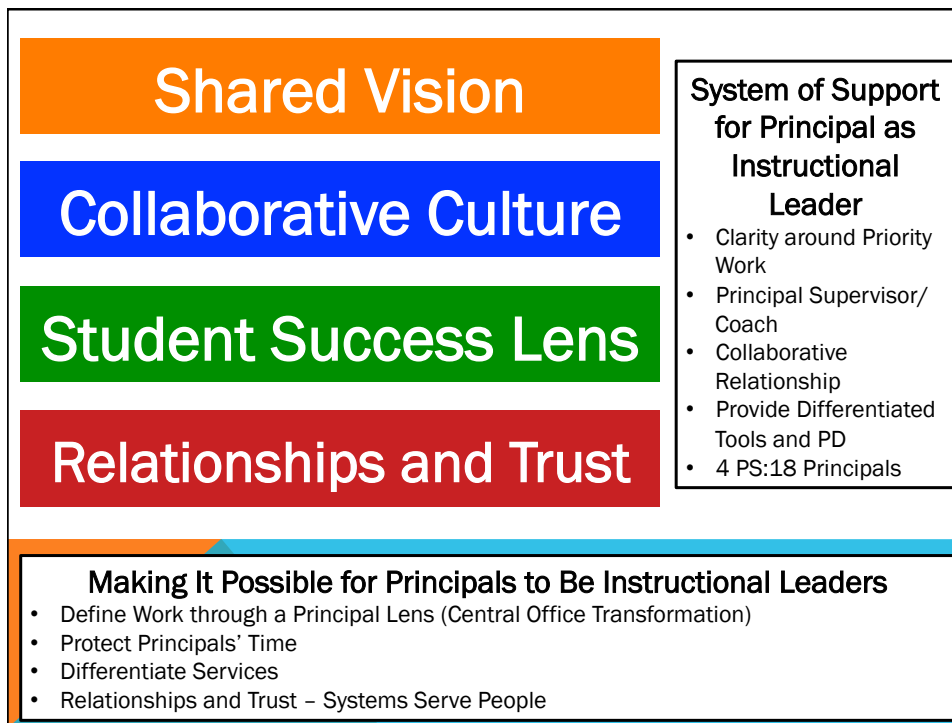 Shared Vision
Collaborative Culture
Student Success Lens
Relationships and Trust
System of Support
for Principal as
Instructional
Leader
• Clarity around Priority
Work
• Principal Supervisor/
Coach
• Collaborative
Relationship
• Provide Differentiated
Tools and PD
• 4 PS:18 Principals
Making It Possible for Principals to Be Instructional Leaders
• Define Work through a Principal Lens (Central Office Transformation)
• Protect Principals’ Time
• Differentiate Services
• Relationships and Trust – Systems Serve People